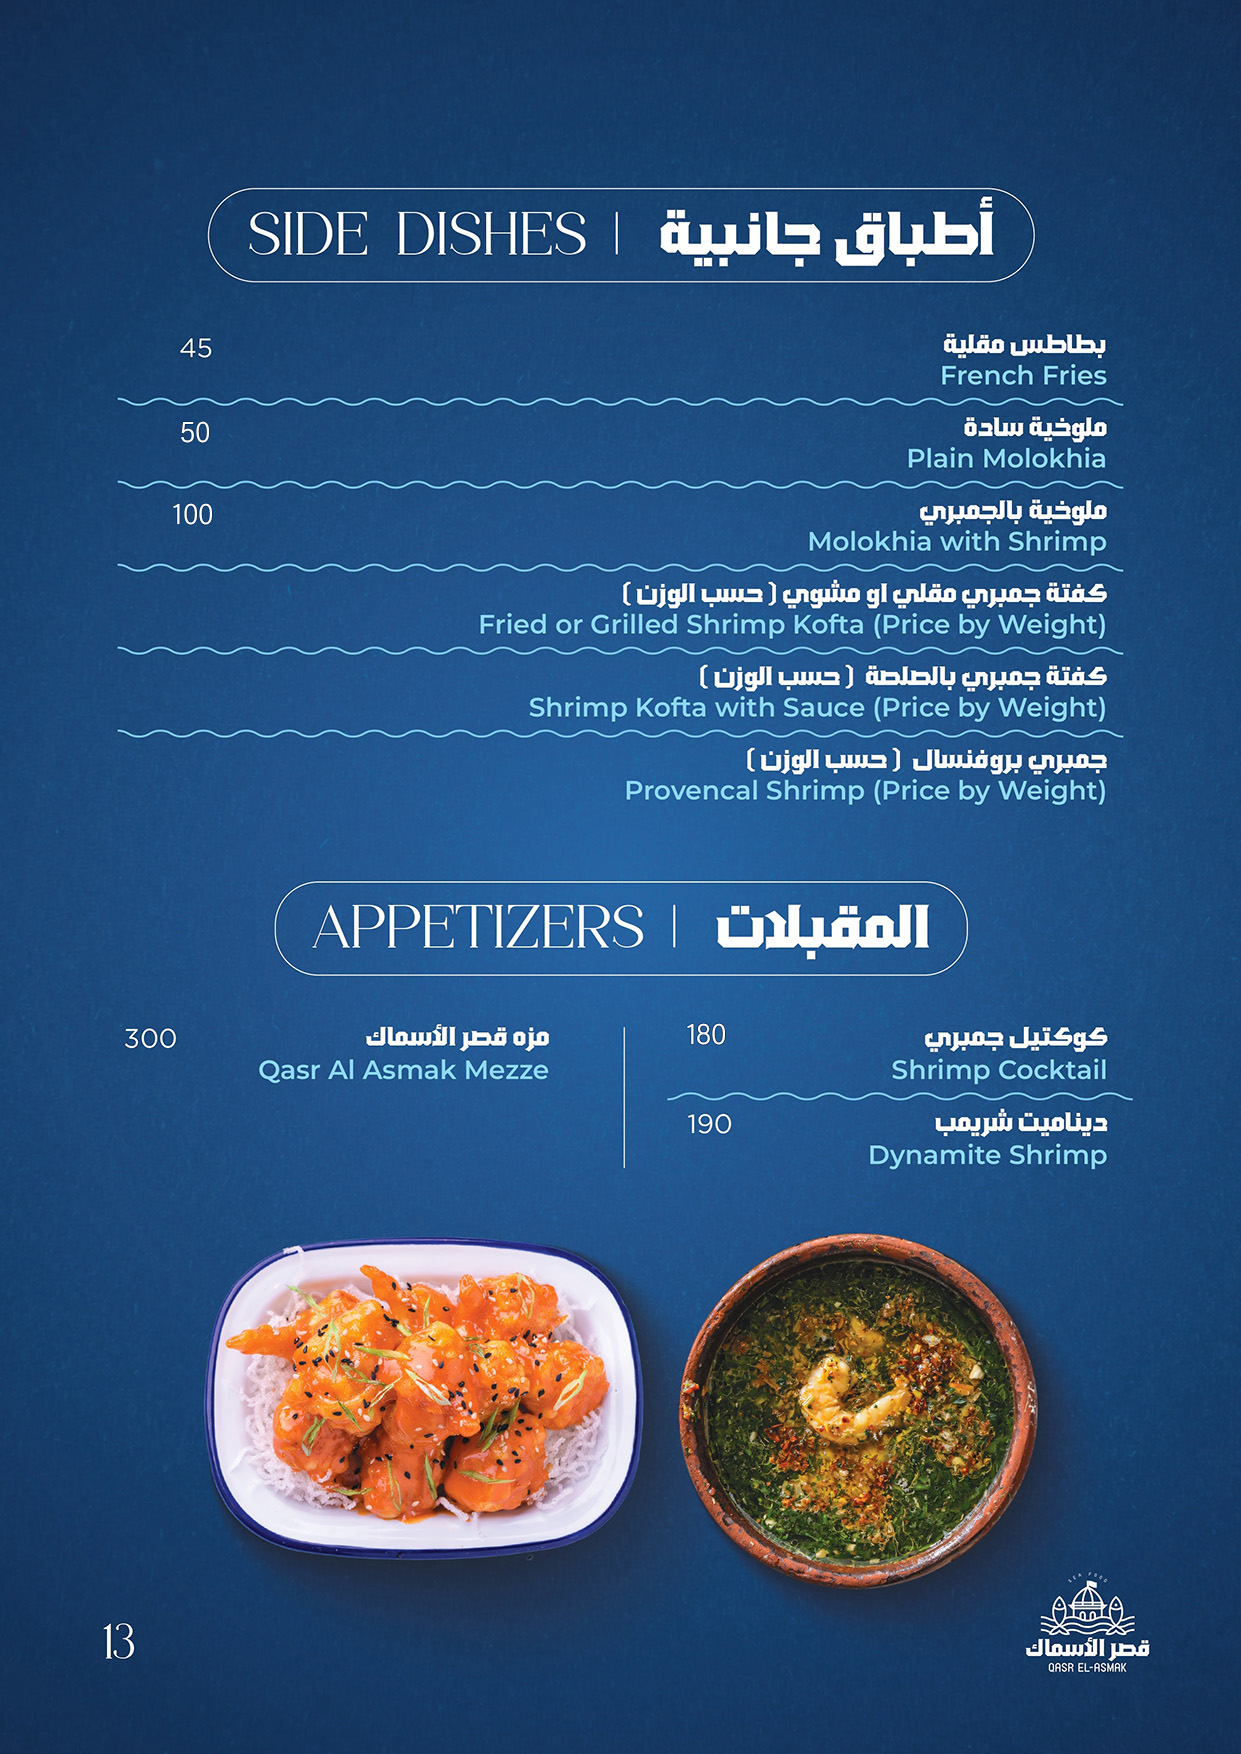 SIDE DISHES | أطباق جانبية
بطاطس مقلية
45
French Fries
ملوخية سادة
50
Plain Molokhia
ملوخية بالجمبري
100
Molokhia with Shrimp
كفتة جمبري مقلي او مشوي ( حسب الوزن )
Fried or Grilled Shrimp Kofta (Price by Weight)
كفتة جمبري بالصلصة ( حسب الوزن )
Shrimp Kofta with Sauce (Price by Weight)
جمبري بروفنسال ( حسب الوزن )
Provencal Shrimp (Price by Weight)
APPETIZERS | المقبلات
كوكتيل جمبري
180
Shrimp Cocktail
ديناميت شريمب
190
Dynamite Shrimp
مزه قصر الأسماك
300
Qasr Al Asmak Mezze
SEA FOOD
قصر الأسماك
QASR EL-ASMAK
13